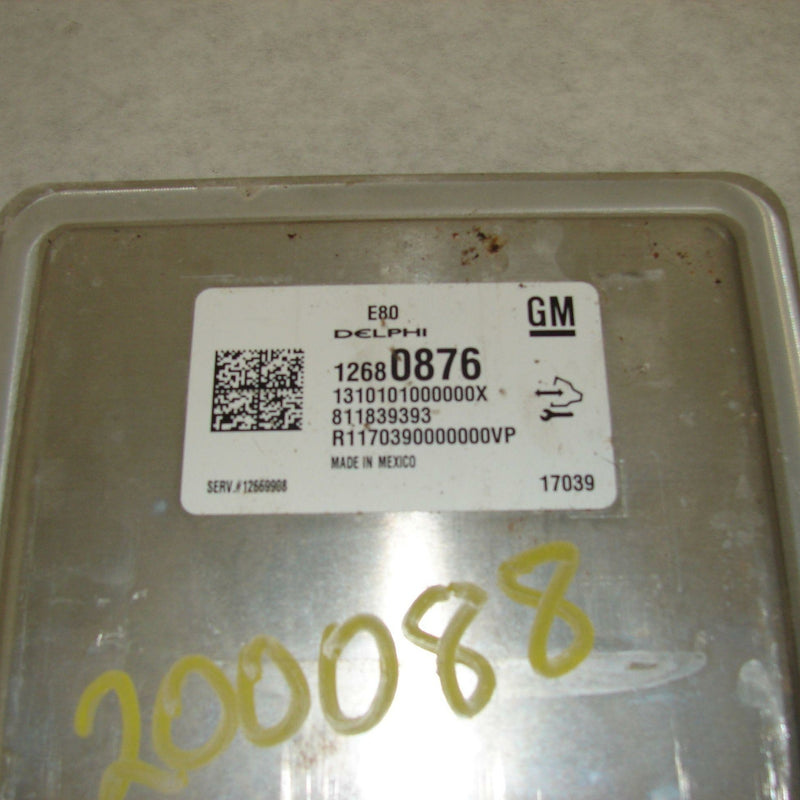 E80
GM
DELPHI
12680876
1310101000000X
811839393
R1170390000000VP
MADE IN MEXICO
SERV.#12669908
17039
200088